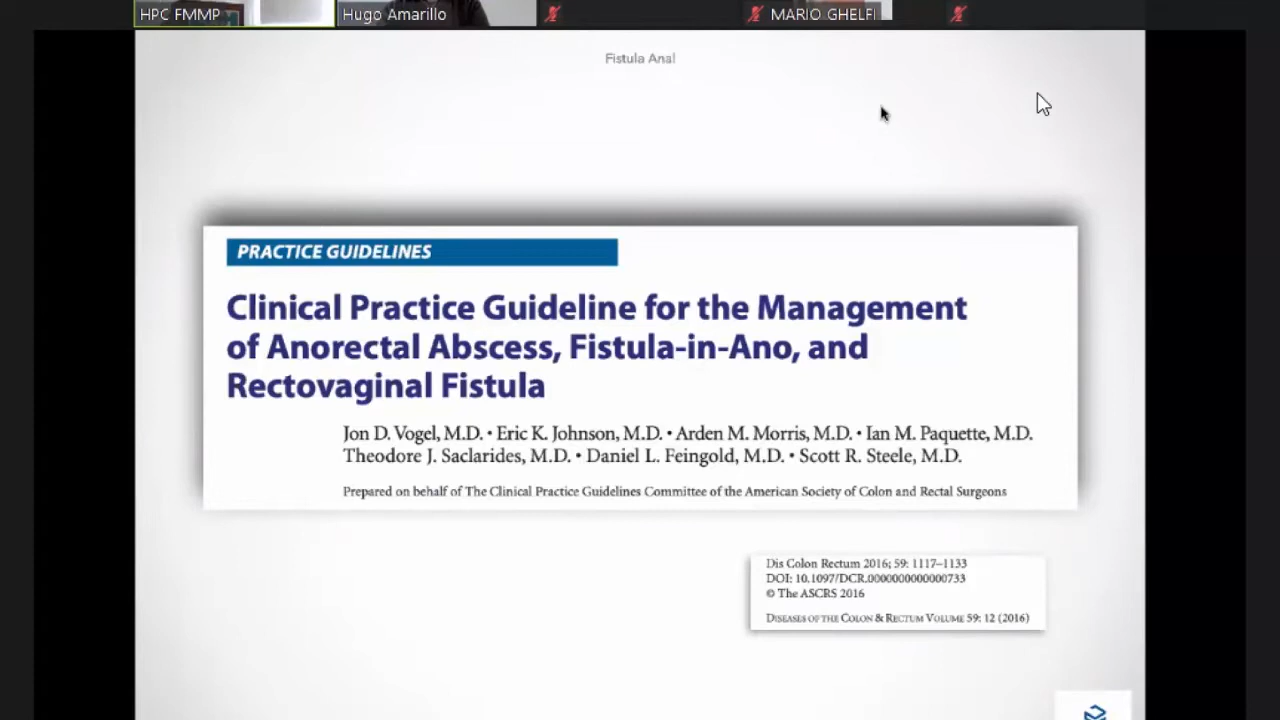 HPC FMMP
Hugo Amarillo
MARIO GHELFI
Fistula Anal
PRACTICE GUIDELINES
Clinical Practice Guideline for the Management
of Anorectal Abscess, Fistula-in-Ano, and
Rectovaginal Fistula
Jon D. Vogel, M.D. • Eric K. Johnson, M.D. • Arden M. Morris, M.D. • Ian M. Paquette, M.D.
Theodore J. Saclarides, M.D. • Daniel L. Feingold, M.D. • Scott R. Steele, M.D.
Prepared on behalf of The Clinical Practice Guidelines Committee of the American Society of Colon and Rectal Surgeons
Dis Colon Rectum 2016; 59: 1117–1133
DOI: 10.1097/DCR.0000000000000733
© The ASCRS 2016
Diseases of the Colon & Rectum Volume 59: 12 (2016)